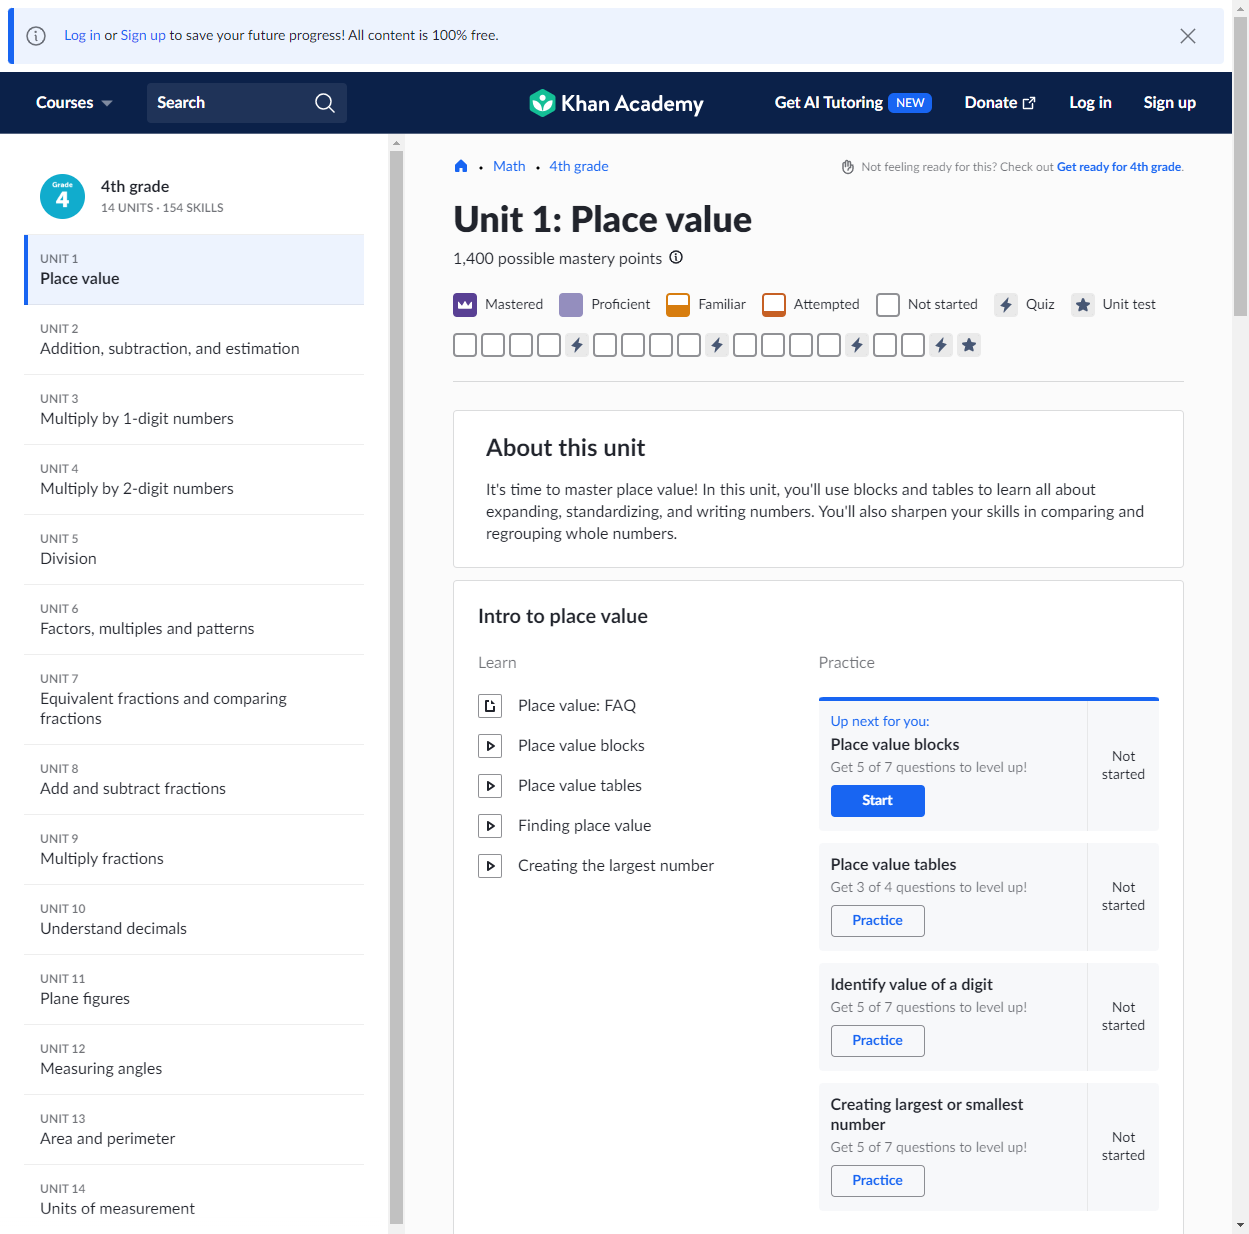 Log in or Sign up to save your future progress! All content is 100% free.
Courses
Search
Khan Academy
Get AI Tutoring NEW
Donate
Log in
Sign up
Grade
4
4th grade
14 UNITS · 154 SKILLS
UNIT 1
Place value
UNIT 2
Addition, subtraction, and estimation
UNIT 3
Multiply by 1-digit numbers
UNIT 4
Multiply by 2-digit numbers
UNIT 5
Division
UNIT 6
Factors, multiples and patterns
UNIT 7
Equivalent fractions and comparing
fractions
UNIT 8
Add and subtract fractions
UNIT 9
Multiply fractions
UNIT 10
Understand decimals
UNIT 11
Plane figures
UNIT 12
Measuring angles
UNIT 13
Area and perimeter
UNIT 14
Units of measurement
Math • 4th grade
Not feeling ready for this? Check out Get ready for 4th grade.
Unit 1: Place value
1,400 possible mastery points
Mastered
Proficient
Familiar
Attempted
Not started
Quiz
Unit test
About this unit
It's time to master place value! In this unit, you'll use blocks and tables to learn all about
expanding, standardizing, and writing numbers. You'll also sharpen your skills in comparing and
regrouping whole numbers.
Intro to place value
Learn
Place value: FAQ
Place value blocks
Place value tables
Finding place value
Creating the largest number
Practice
Up next for you:
Place value blocks
Get 5 of 7 questions to level up!
Start
Not
started
Place value tables
Get 3 of 4 questions to level up!
Practice
Not
started
Identify value of a digit
Get 5 of 7 questions to level up!
Practice
Not
started
Creating largest or smallest
number
Get 5 of 7 questions to level up!
Practice
Not
started